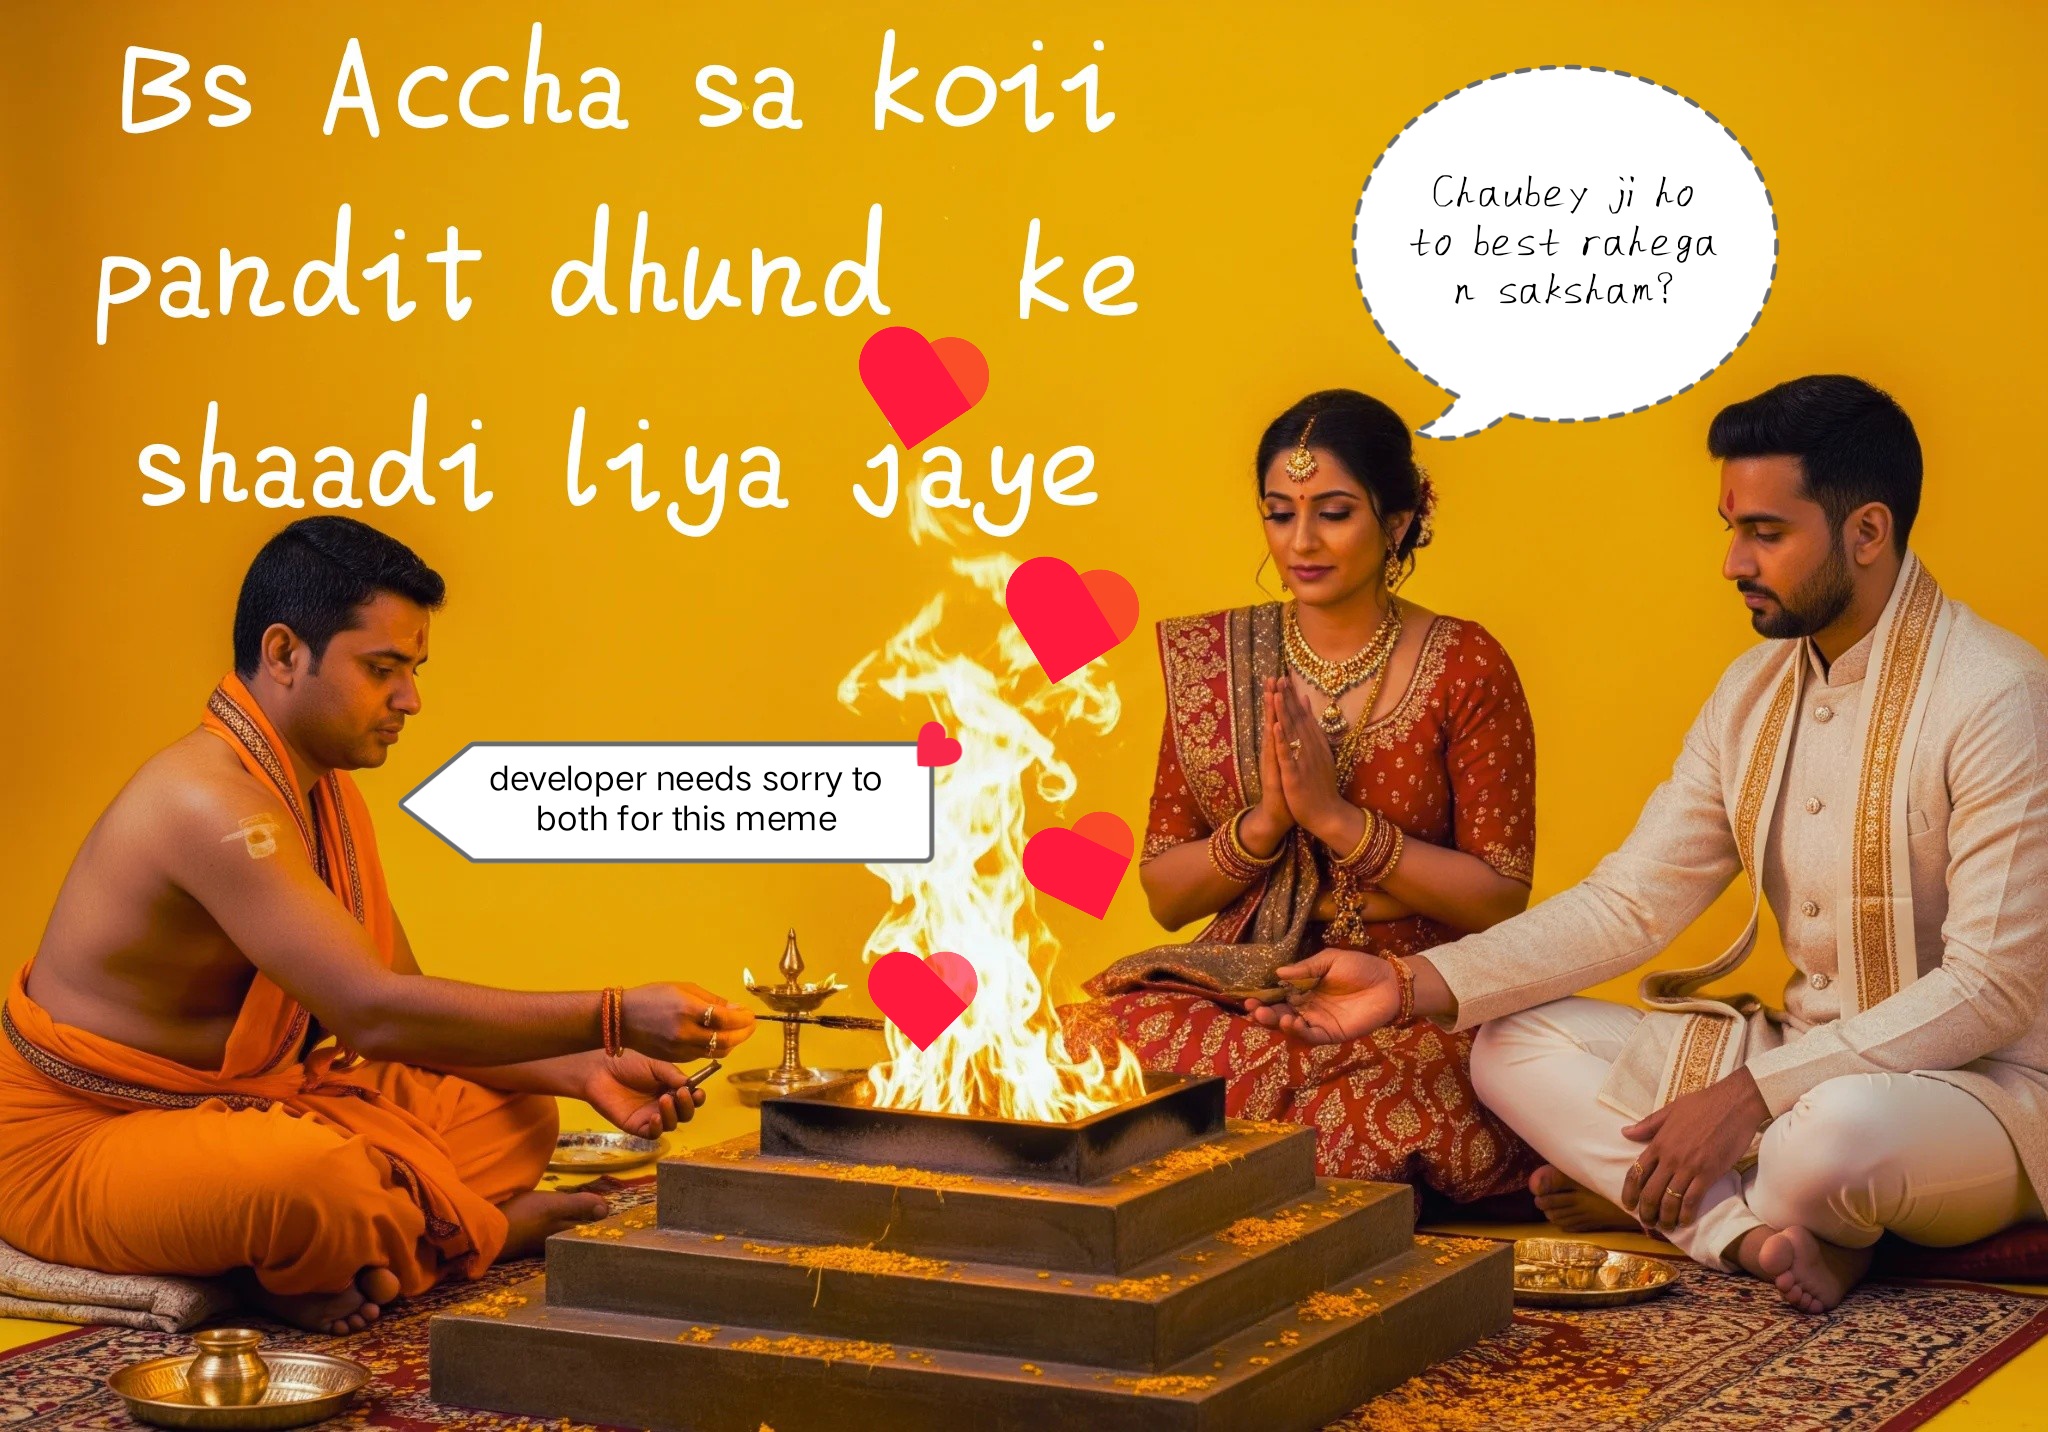 Bs Accha sa koii
pandit dhund ke
shaadi liya jaye
Chaubey ji ho
to best rahega
n saksham?
developer needs sorry to
both for this meme